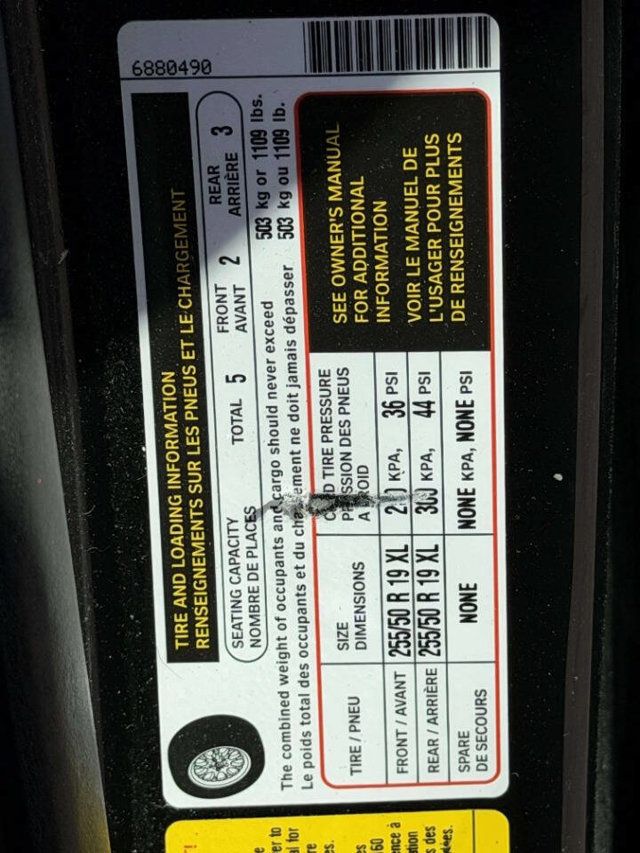 6880490
TIRE AND LOADING INFORMATION
RENSEIGNEMENTS SUR LES PNEUS ET LE CHARGEMENT
SEATING CAPACITY
NOMBRE DE PLACES
TOTAL 5
FRONT
AVANT 2
REAR
ARRIÈRE 3
The combined weight of occupants and cargo should never exceed 503 kg or 1109 lbs.
Le poids total des occupants et du ne doit jamais dépasser 503 kg ou 1109 lb.
TIRE / PNEU
SIZE
DIMENSIONS
TIRE PRESSURE
DES PNEUS
FRONT / AVANT 255/50 R 19 XL KPA, 36 PSI
REAR / ARRIÈRE 255/50 R 19 XL 300 KPA, 44 PSI
SPARE
DE SECOURS
NONE NONE KPA, NONE PSI
SEE OWNER'S MANUAL
FOR ADDITIONAL
INFORMATION
VOIR LE MANUEL DE
L'USAGER POUR PLUS
DE RENSEIGNEMENTS